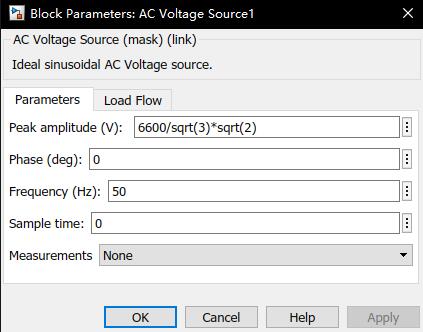 Block Parameters: AC Voltage Source1
AC Voltage Source (mask) (link)
Ideal sinusoidal AC Voltage source.
Parameters Load Flow
Peak amplitude (V): 6600/sqrt(3)*sqrt(2)
Phase (deg): 0
Frequency (Hz): 50
Sample time: 0
Measurements None
OK Cancel Help Apply